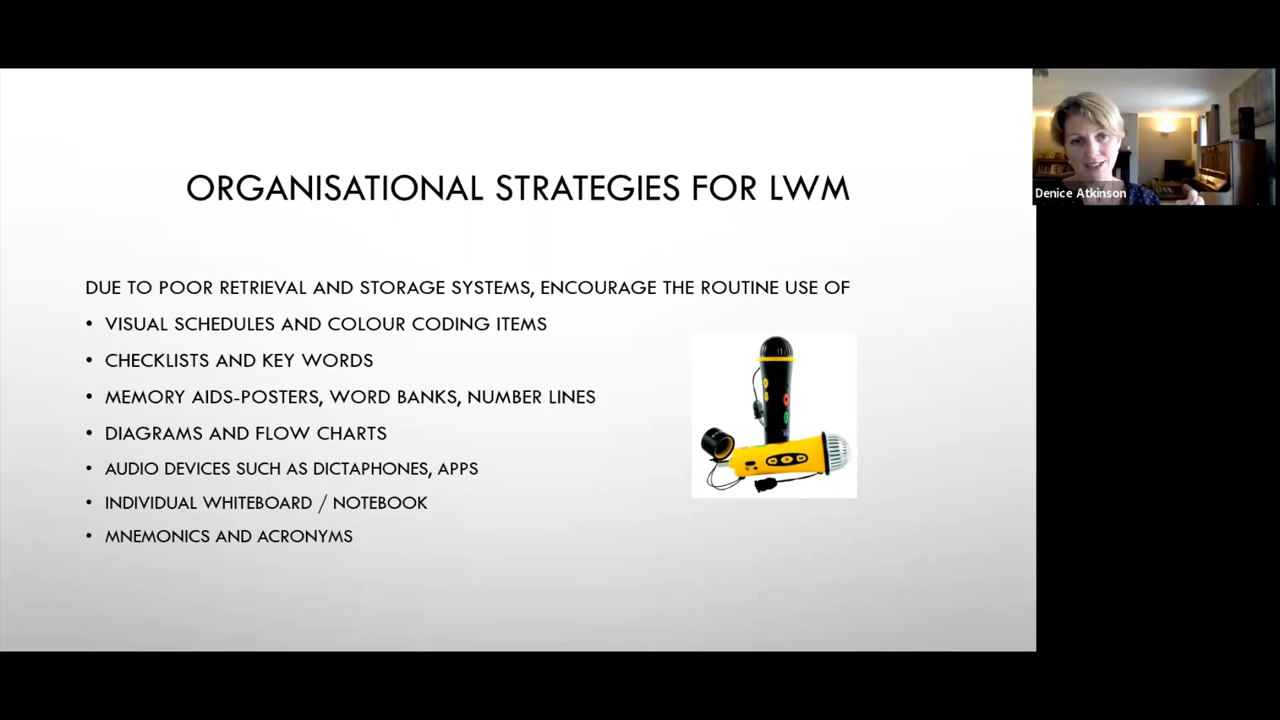 ORGANISATIONAL STRATEGIES FOR LWM
DUE TO POOR RETRIEVAL AND STORAGE SYSTEMS, ENCOURAGE THE ROUTINE USE OF
• VISUAL SCHEDULES AND COLOUR CODING ITEMS
• CHECKLISTS AND KEY WORDS
• MEMORY AIDS-POSTERS, WORD BANKS, NUMBER LINES
• DIAGRAMS AND FLOW CHARTS
• AUDIO DEVICES SUCH AS DICTAPHONES, APPS
• INDIVIDUAL WHITEBOARD / NOTEBOOK
• MNEMONICS AND ACRONYMS
Denice Atkinson